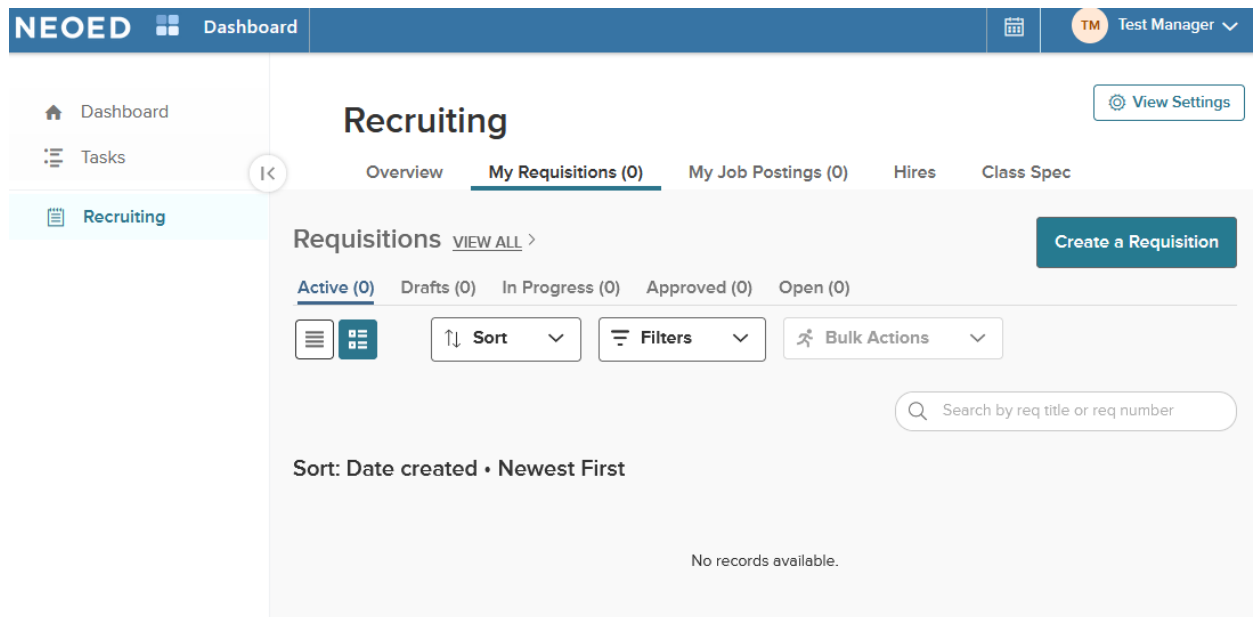 NEOED Dashboard TM Test Manager
Dashboard
Tasks
Recruiting
Recruiting
View Settings
Overview My Requisitions (0) My Job Postings (0) Hires Class Spec
Requisitions VIEW ALL >
Create a Requisition
Active (0) Drafts (0) In Progress (0) Approved (0) Open (0)
Sort Filters Bulk Actions
Search by req title or req number
Sort: Date created • Newest First
No records available.